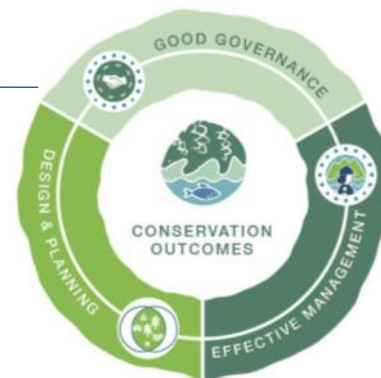 GOOD GOVERNANCE
DESIGN & PLANNING
CONSERVATION
OUTCOMES
EFFECTIVE MANAGEMENT